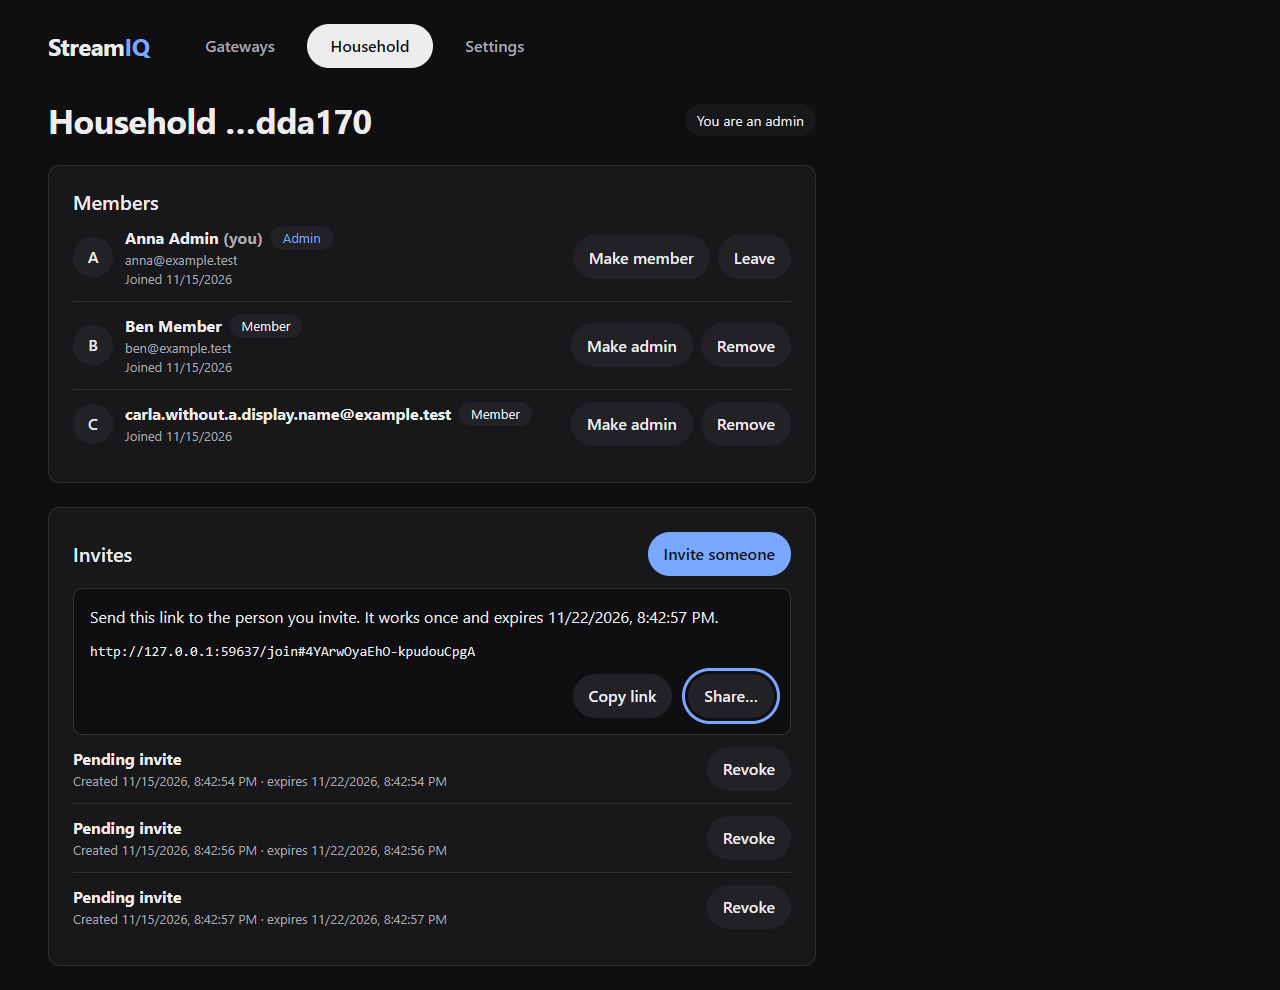 StreamIQ
Gateways
Household
Settings
Household …dda170
You are an admin
Members
A
Anna Admin (you)
Admin
anna@example.test
Joined 11/15/2026
Make member
Leave
B
Ben Member
Member
ben@example.test
Joined 11/15/2026
Make admin
Remove
C
carla.without.a.display.name@example.test
Member
Joined 11/15/2026
Make admin
Remove
Invites
Invite someone
Send this link to the person you invite. It works once and expires 11/22/2026, 8:42:57 PM.
http://127.0.0.1:59637/join#4YArwOyaEhO-kpudouCpgA
Copy link
Share…
Pending invite
Created 11/15/2026, 8:42:54 PM · expires 11/22/2026, 8:42:54 PM
Revoke
Pending invite
Created 11/15/2026, 8:42:56 PM · expires 11/22/2026, 8:42:56 PM
Revoke
Pending invite
Created 11/15/2026, 8:42:57 PM · expires 11/22/2026, 8:42:57 PM
Revoke